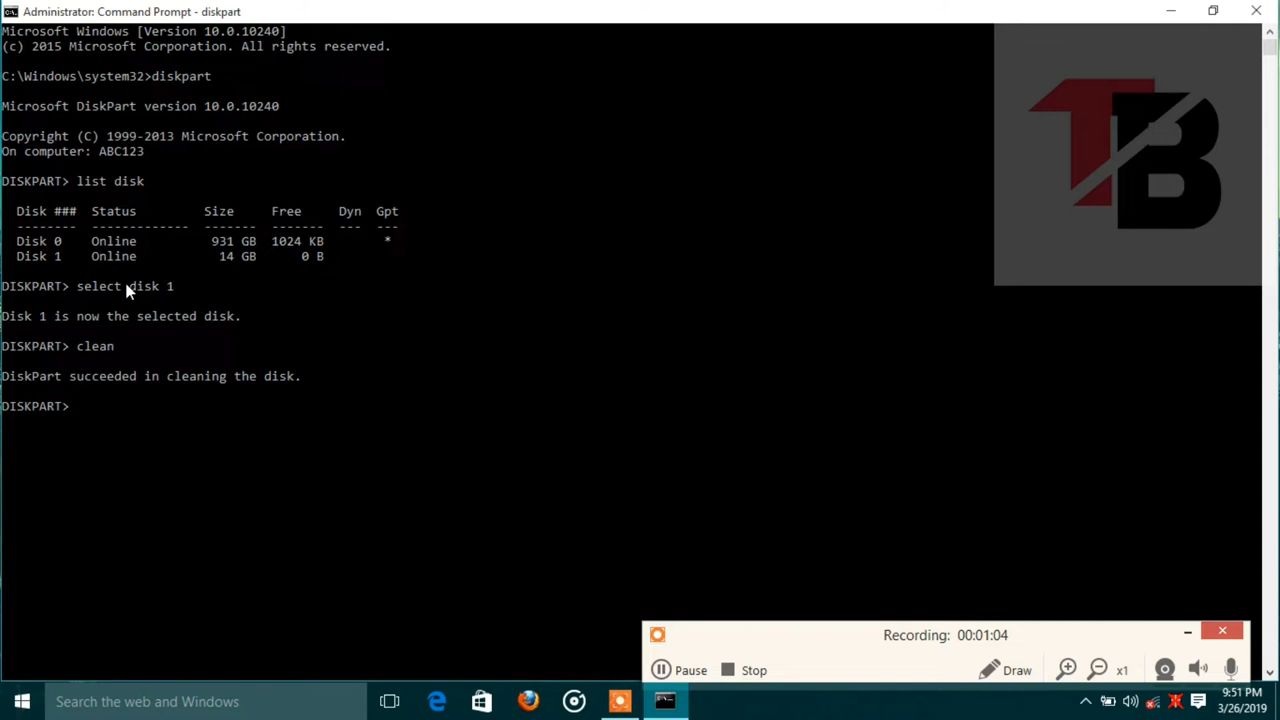 Administrator: Command Prompt - diskpart
Microsoft Windows [Version 10.0.10240]
(c) 2015 Microsoft Corporation. All rights reserved.
C:\Windows\system32>diskpart
Microsoft DiskPart version 10.0.10240
Copyright (C) 1999-2013 Microsoft Corporation.
On computer: ABC123
DISKPART> list disk
Disk ### Status Size Free Dyn Gpt
-------- ------------- ------- ------- --- ---
Disk 0 Online 931 GB 1024 KB *
Disk 1 Online 14 GB 0 B
DISKPART> select disk 1
Disk 1 is now the selected disk.
DISKPART> clean
DiskPart succeeded in cleaning the disk.
DISKPART>
TB
Recording: 00:01:04
Pause Stop Draw x1
Search the web and Windows
9:51 PM
3/26/2019